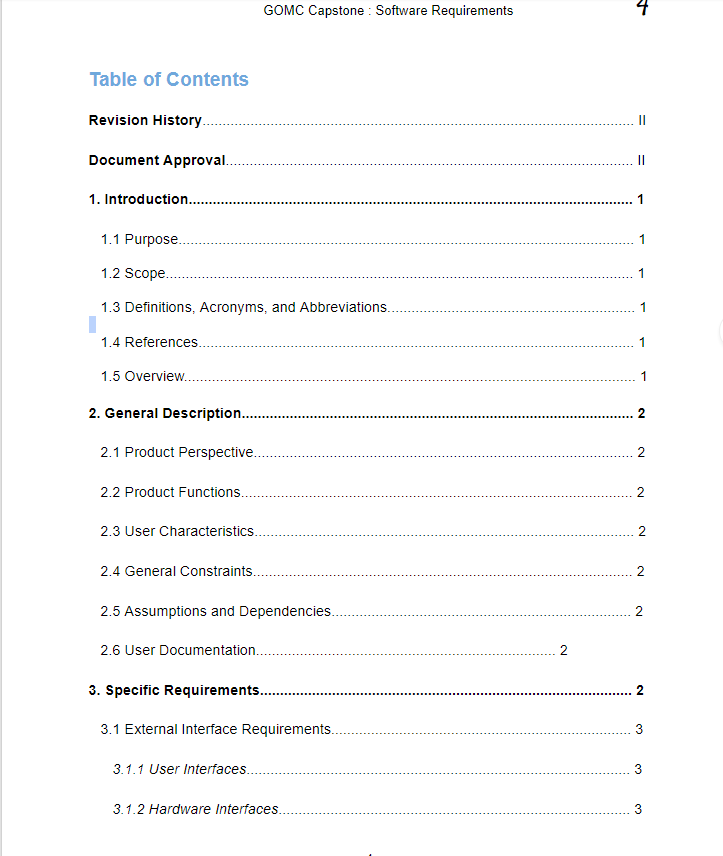 GOMC Capstone : Software Requirements 4
Table of Contents
Revision History.......... II
Document Approval.......... II
1. Introduction.......... 1
1.1 Purpose.......... 1
1.2 Scope.......... 1
1.3 Definitions, Acronyms, and Abbreviations.......... 1
1.4 References.......... 1
1.5 Overview.......... 1
2. General Description.......... 2
2.1 Product Perspective.......... 2
2.2 Product Functions.......... 2
2.3 User Characteristics.......... 2
2.4 General Constraints.......... 2
2.5 Assumptions and Dependencies.......... 2
2.6 User Documentation.......... 2
3. Specific Requirements.......... 2
3.1 External Interface Requirements.......... 3
3.1.1 User Interfaces.......... 3
3.1.2 Hardware Interfaces.......... 3